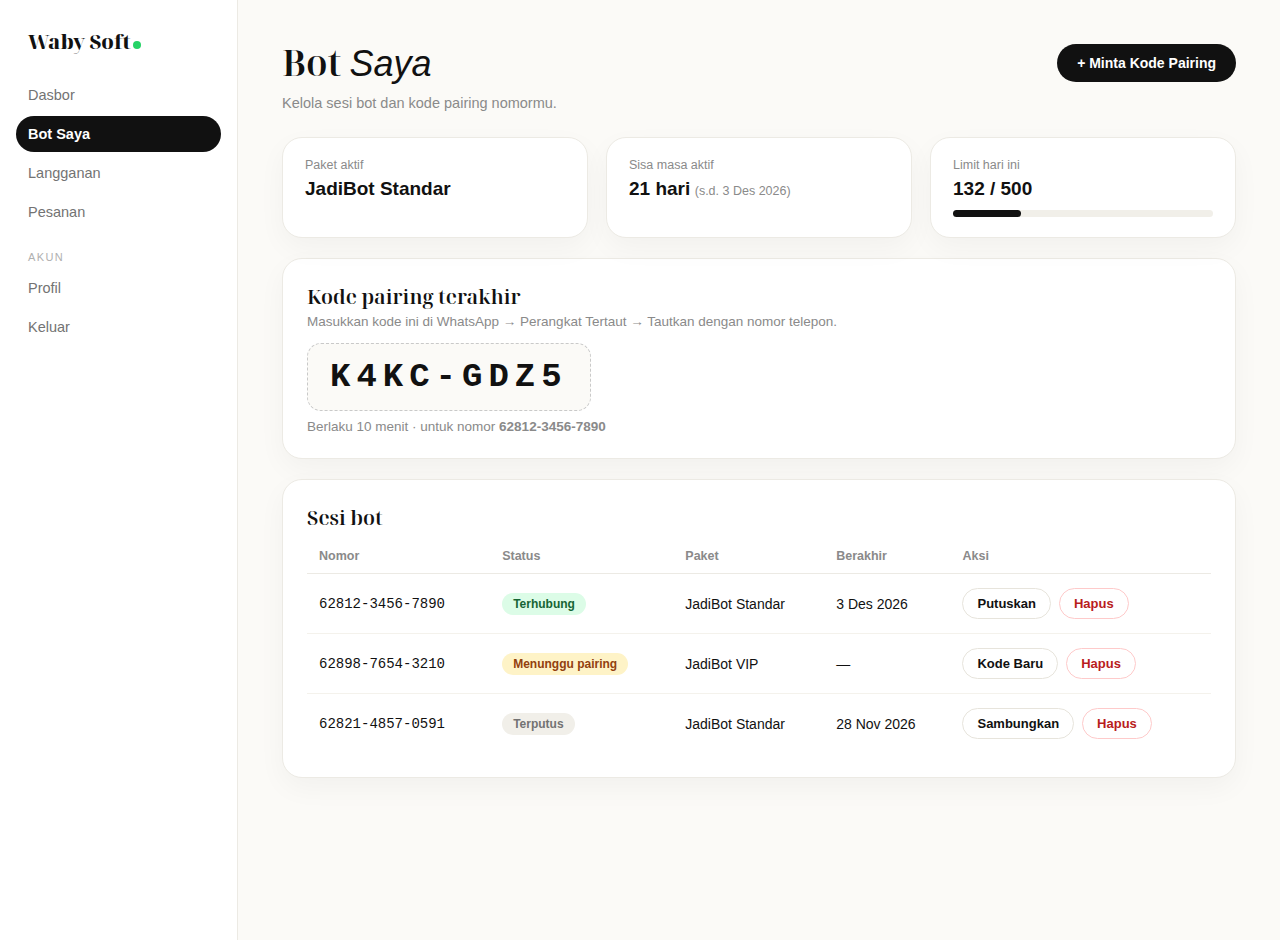 Waby Soft
Dasbor
Bot Saya
Langganan
Pesanan
AKUN
Profil
Keluar
Bot Saya
+ Minta Kode Pairing
Kelola sesi bot dan kode pairing nomormu.
Paket aktif
JadiBot Standar
Sisa masa aktif
21 hari (s.d. 3 Des 2026)
Limit hari ini
132 / 500
Kode pairing terakhir
Masukkan kode ini di WhatsApp → Perangkat Tertaut → Tautkan dengan nomor telepon.
K4KC-GDZ5
Berlaku 10 menit · untuk nomor 62812-3456-7890
Sesi bot
Nomor Status Paket Berakhir Aksi
62812-3456-7890 Terhubung JadiBot Standar 3 Des 2026 Putuskan Hapus
62898-7654-3210 Menunggu pairing JadiBot VIP — Kode Baru Hapus
62821-4857-0591 Terputus JadiBot Standar 28 Nov 2026 Sambungkan Hapus